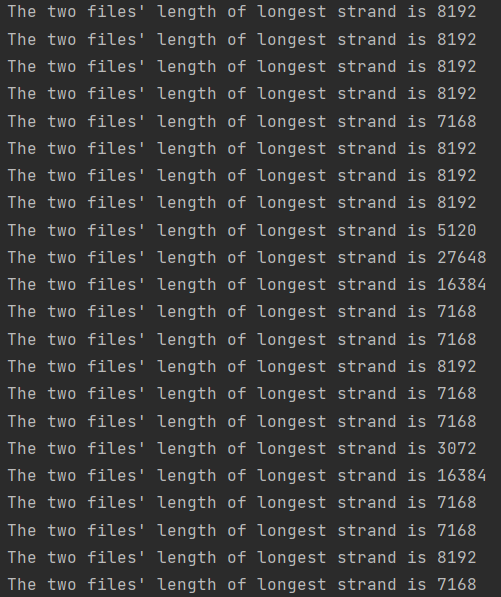 The two files' length of longest strand is 8192
The two files' length of longest strand is 8192
The two files' length of longest strand is 8192
The two files' length of longest strand is 8192
The two files' length of longest strand is 7168
The two files' length of longest strand is 8192
The two files' length of longest strand is 8192
The two files' length of longest strand is 8192
The two files' length of longest strand is 5120
The two files' length of longest strand is 27648
The two files' length of longest strand is 16384
The two files' length of longest strand is 7168
The two files' length of longest strand is 7168
The two files' length of longest strand is 8192
The two files' length of longest strand is 7168
The two files' length of longest strand is 7168
The two files' length of longest strand is 3072
The two files' length of longest strand is 16384
The two files' length of longest strand is 7168
The two files' length of longest strand is 7168
The two files' length of longest strand is 8192
The two files' length of longest strand is 7168